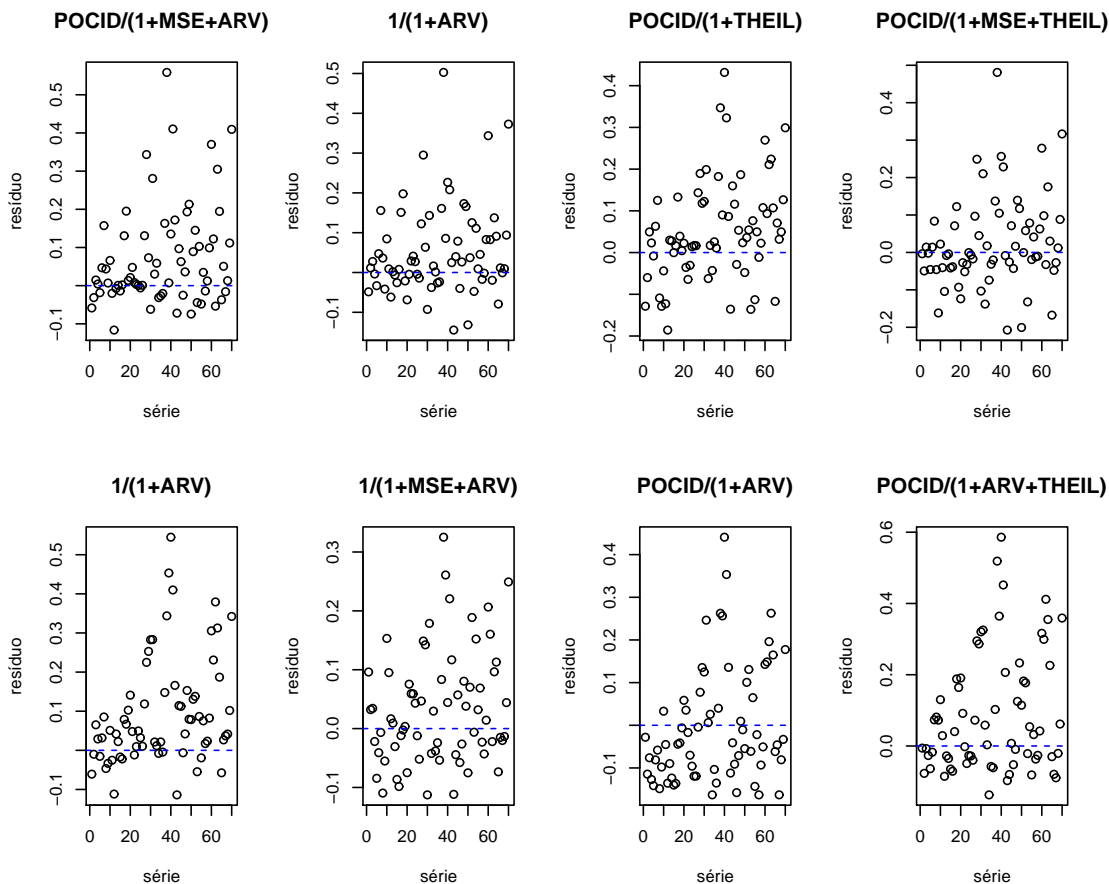 POCID/(1+MSE+ARV)
resíduo
−0.1 0.1 0.2 0.3 0.4 0.5
0 20 40 60
série
1/(1+ARV)
resíduo
−0.1 0.1 0.2 0.3 0.4 0.5
0 20 40 60
série
POCID/(1+THEIL)
resíduo
−0.2 0.0 0.1 0.2 0.3 0.4
0 20 40 60
série
POCID/(1+MSE+THEIL)
resíduo
−0.2 0.0 0.2 0.4
0 20 40 60
série
1/(1+ARV)
resíduo
−0.1 0.1 0.2 0.3 0.4 0.5
0 20 40 60
série
1/(1+MSE+ARV)
resíduo
−0.1 0.0 0.1 0.2 0.3
0 20 40 60
série
POCID/(1+ARV)
resíduo
−0.1 0.1 0.2 0.3 0.4
0 20 40 60
série
POCID/(1+ARV+THEIL)
resíduo
0.0 0.2 0.4 0.6
0 20 40 60
série